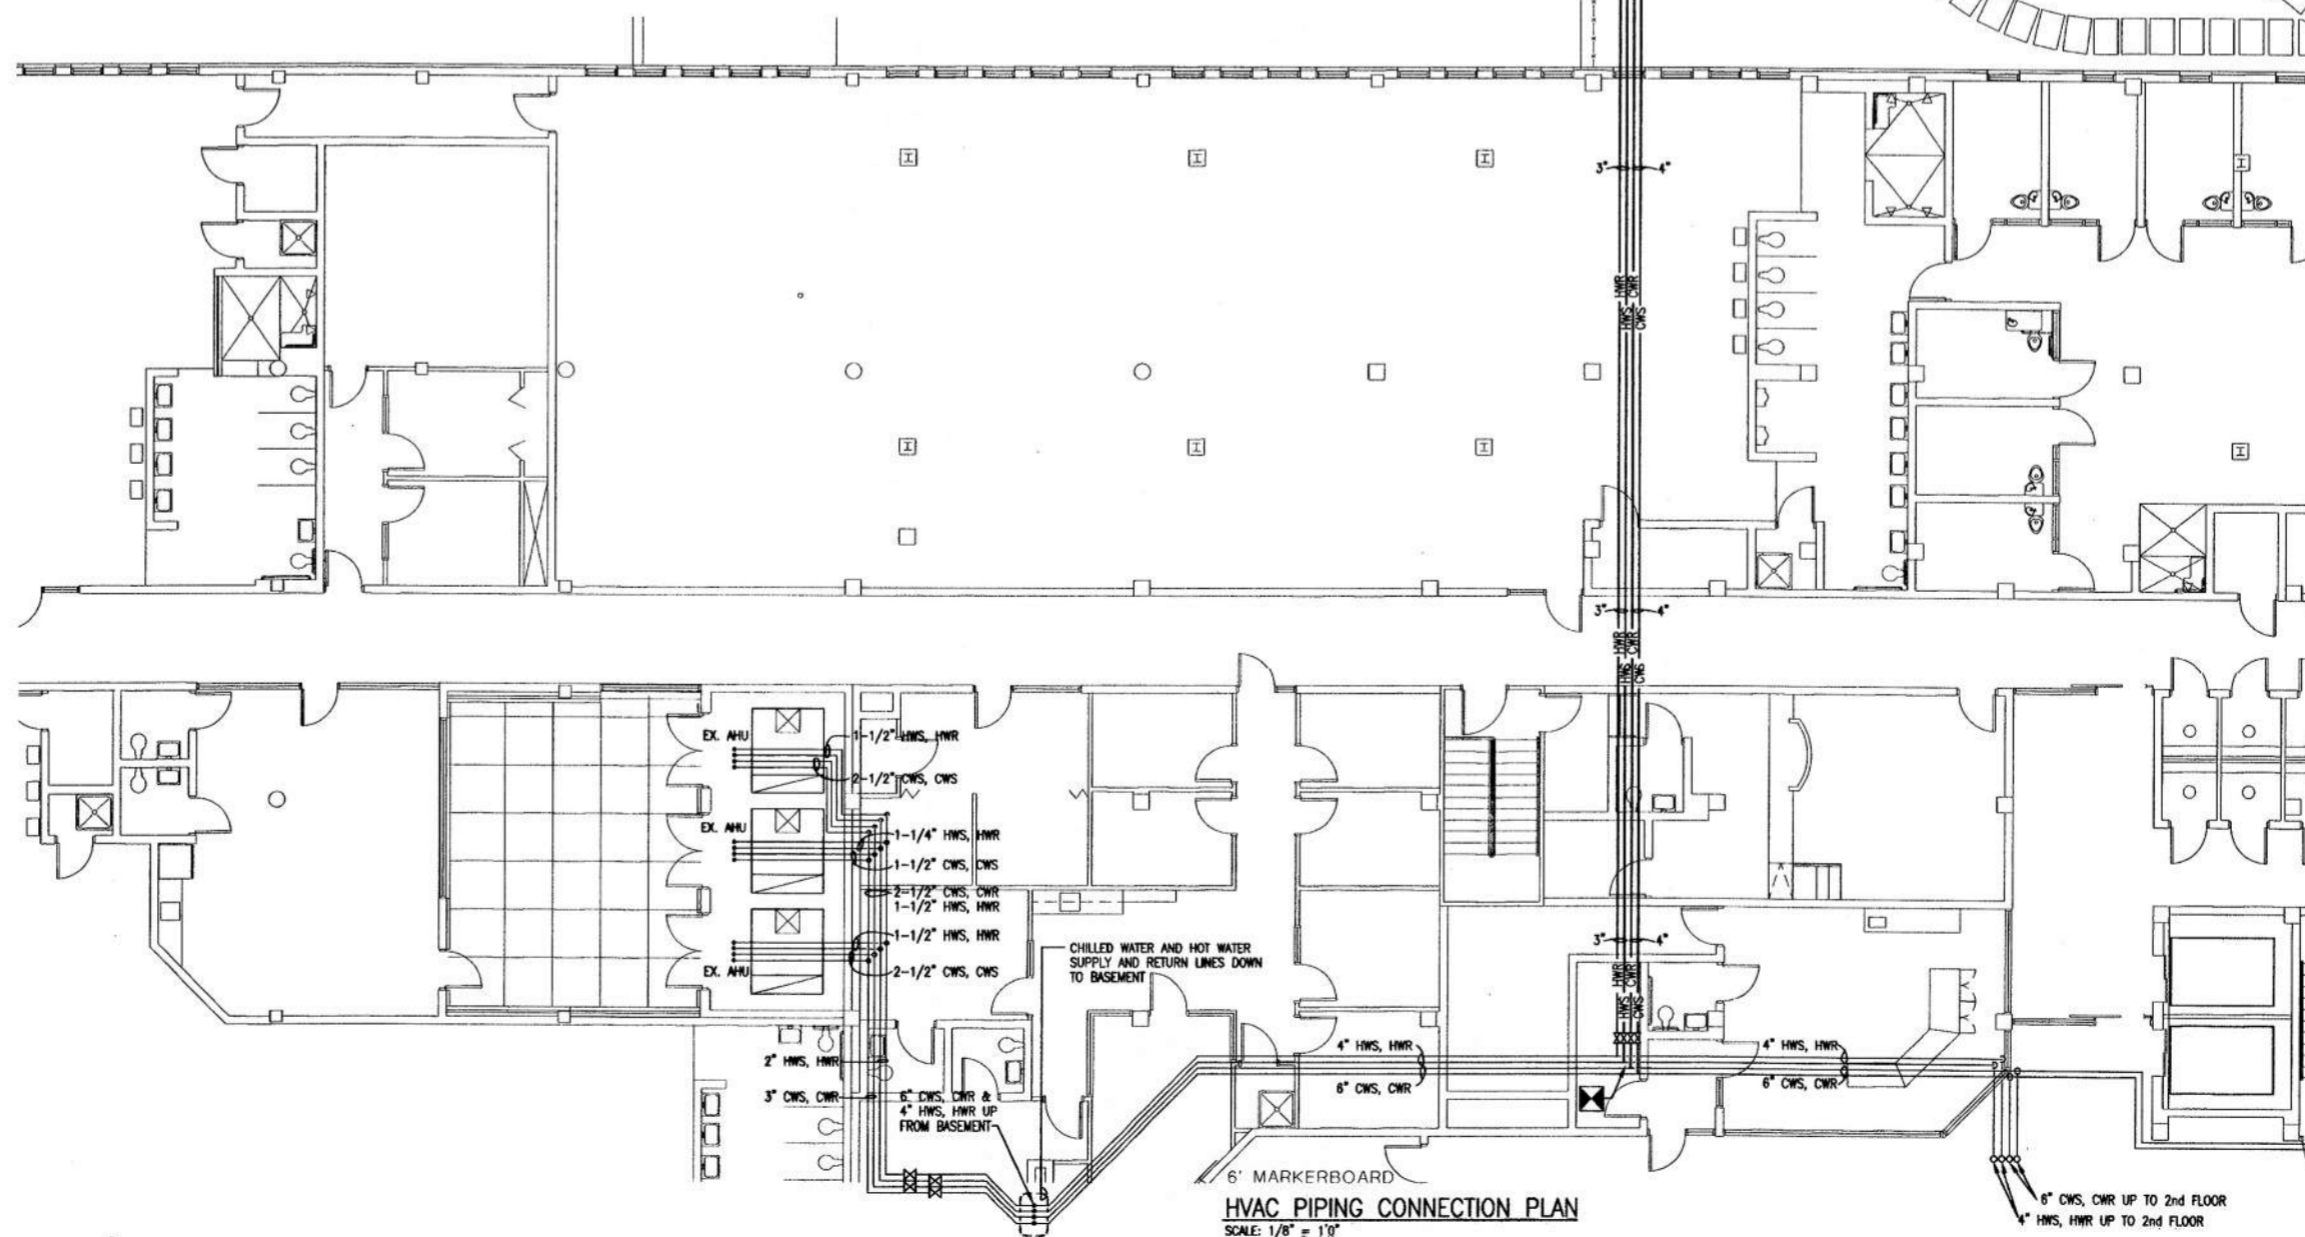 3" 4"
HWR
HWS
CWR
CWS
3" 4"
HWR
HWS
CWR
CWS
EX. AHU
1-1/2" HWS, HWR
2-1/2" CWS, CWS
EX. AHU
1-1/4" HWS, HWR
1-1/2" CWS, CWS
2-1/2" CWS, CWR
1-1/2" HWS, HWR
1-1/2" HWS, HWR
2-1/2" CWS, CWS
EX. AHU
CHILLED WATER AND HOT WATER
SUPPLY AND RETURN LINES DOWN
TO BASEMENT
3" 4"
HWR
HWS
CWR
CWS
2" HWS, HWR
3" CWS, CWR
6" CWS, CWR &
4" HWS, HWR UP
FROM BASEMENT
4" HWS, HWR
6" CWS, CWR
4" HWS, HWR
6" CWS, CWR
6' MARKERBOARD
HVAC PIPING CONNECTION PLAN
SCALE: 1/8" = 1'0"
6" CWS, CWR UP TO 2nd FLOOR
4" HWS, HWR UP TO 2nd FLOOR